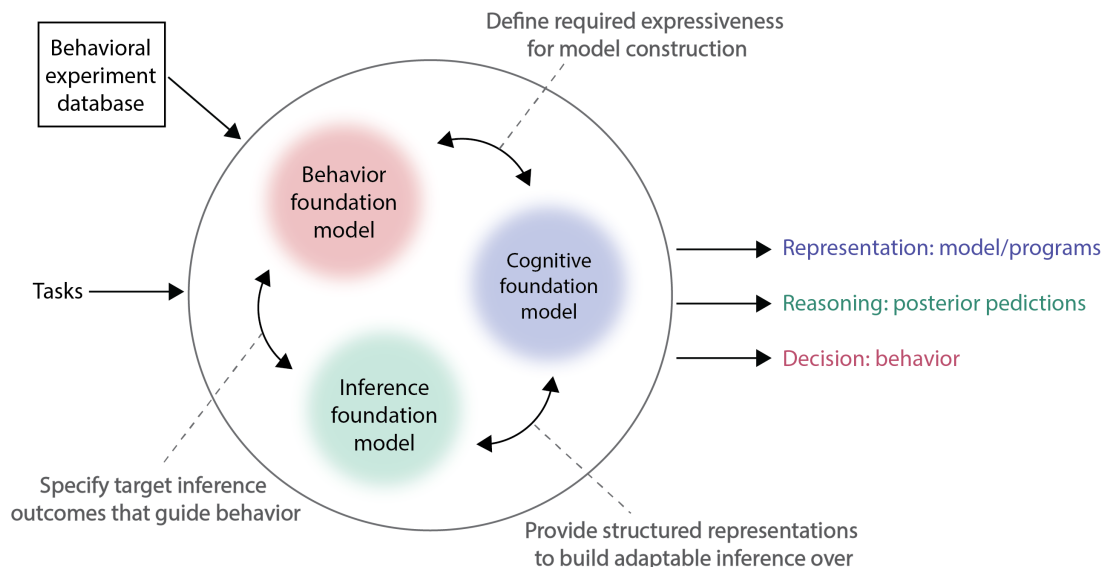 Behavioral
experiment
database
Define required expressiveness
for model construction
Behavior
foundation
model
Cognitive
foundation
model
Tasks
Inference
foundation
model
Representation: model/programs
Reasoning: posterior pedictions
Decision: behavior
Specify target inference
outcomes that guide behavior
Provide structured representations
to build adaptable inference over